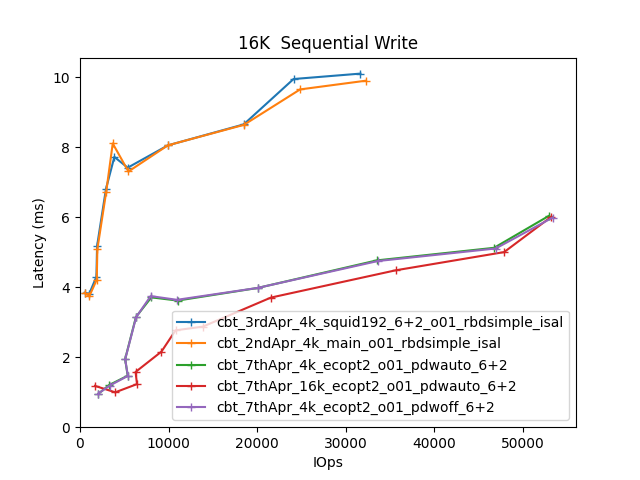 16K  Sequential Write
10
8
6
4
2
0
Latency (ms)
0 10000 20000 30000 40000 50000
IOps
cbt_3rdApr_4k_squid192_6+2_o01_rbdsimple_isal
cbt_2ndApr_4k_main_o01_rbdsimple_isal
cbt_7thApr_4k_ecopt2_o01_pdwauto_6+2
cbt_7thApr_16k_ecopt2_o01_pdwauto_6+2
cbt_7thApr_4k_ecopt2_o01_pdwoff_6+2